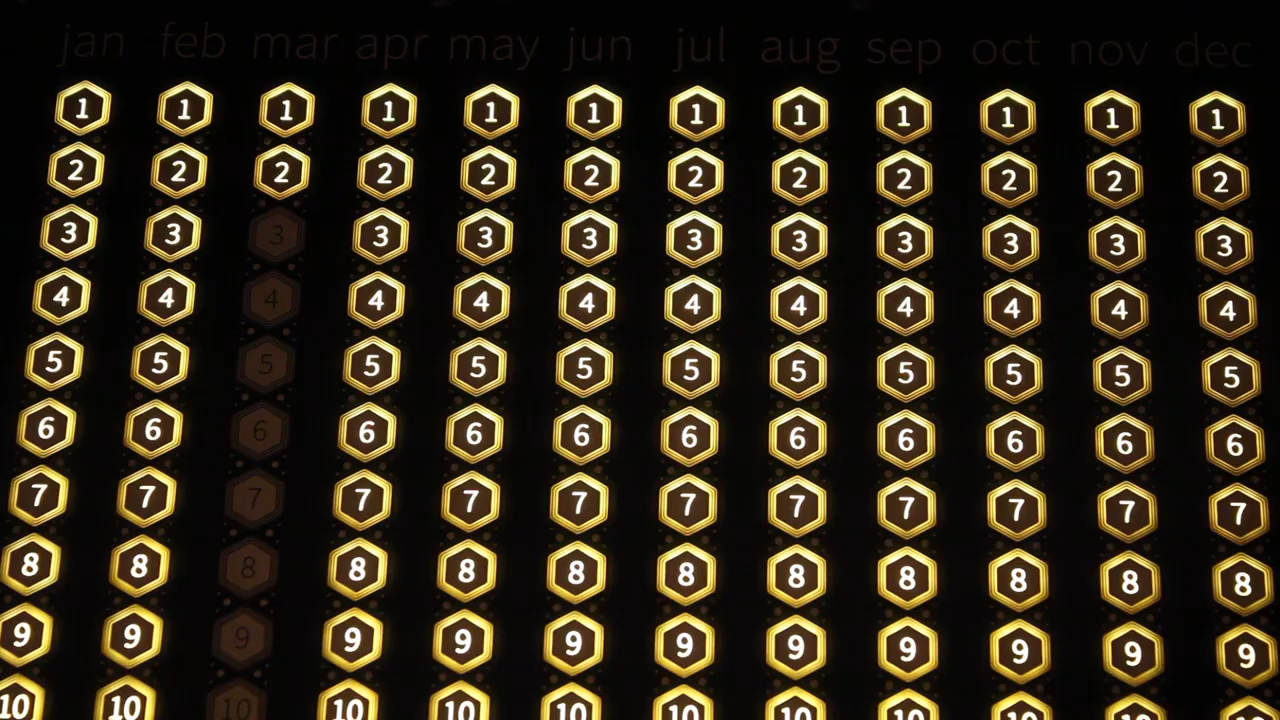 jan feb mar apr may jun jul aug sep oct nov dec
1 1 1 1 1 1 1 1 1 1 1 1
2 2 2 2 2 2 2 2 2 2 2 2
3 3 3 3 3 3 3 3 3 3 3 3
4 4 4 4 4 4 4 4 4 4 4 4
5 5 5 5 5 5 5 5 5 5 5 5
6 6 6 6 6 6 6 6 6 6 6 6
7 7 7 7 7 7 7 7 7 7 7 7
8 8 8 8 8 8 8 8 8 8 8 8
9 9 9 9 9 9 9 9 9 9 9 9
10 10 10 10 10 10 10 10 10 10 10 10